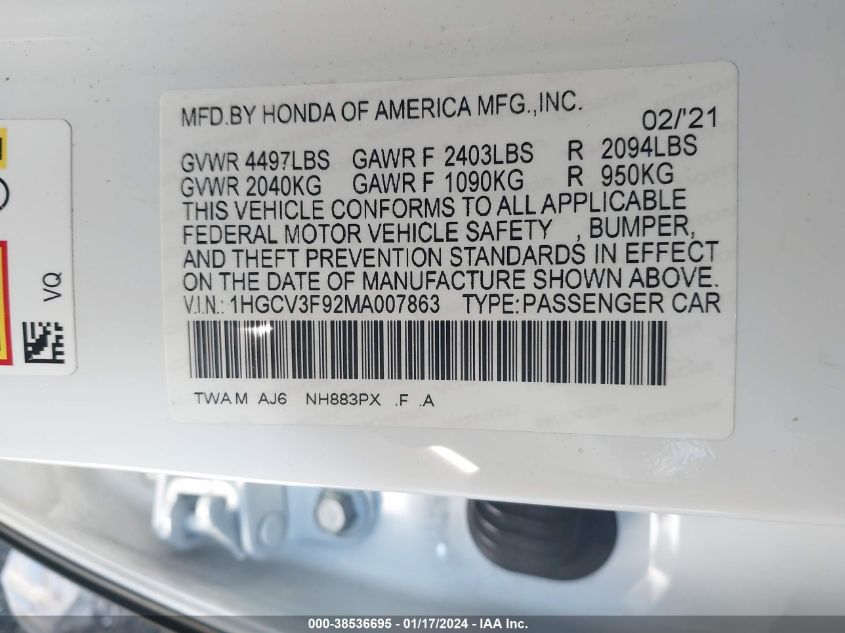 MFD.BY HONDA OF AMERICA MFG.,INC.
02/'21
GVWR 4497LBS GAWR F 2403LBS R 2094LBS
GVWR 2040KG GAWR F 1090KG R 950KG
THIS VEHICLE CONFORMS TO ALL APPLICABLE
FEDERAL MOTOR VEHICLE SAFETY , BUMPER,
AND THEFT PREVENTION STANDARDS IN EFFECT
ON THE DATE OF MANUFACTURE SHOWN ABOVE.
V.I.N.: 1HGCV3F92MA007863 TYPE:PASSENGER CAR
TWAM AJ6 NH883PX .F .A
VQ
000-38536695 - 01/17/2024 - IAA Inc.